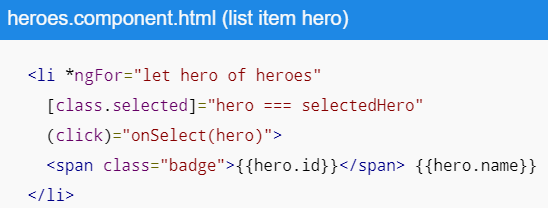 heroes.component.html (list item hero)
<li *ngFor="let hero of heroes"
[class.selected]="hero === selectedHero"
(click)="onSelect(hero)">
<span class="badge">{{hero.id}}</span> {{hero.name}}
</li>